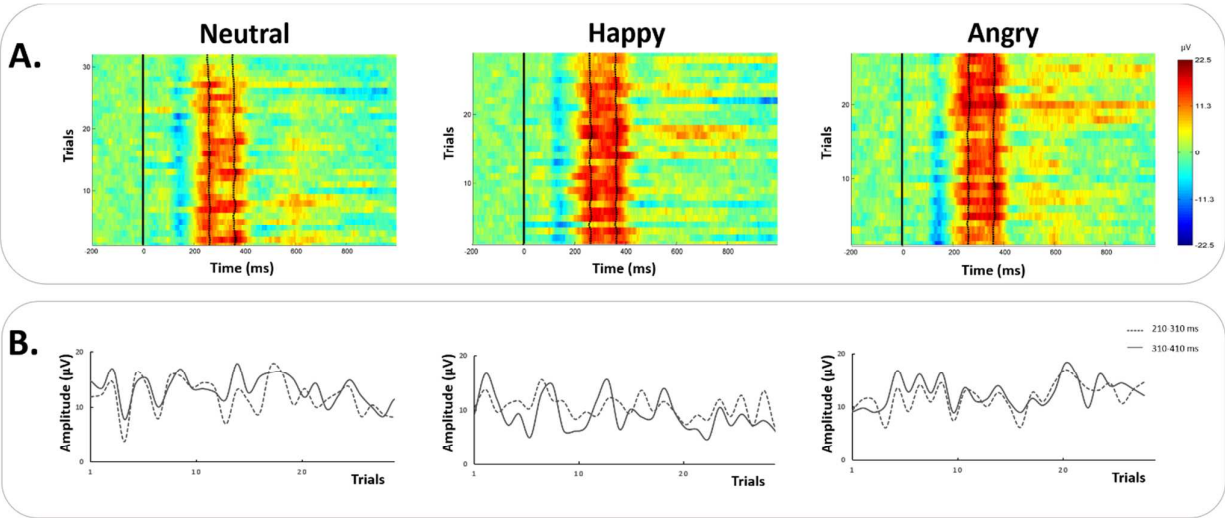 A.
Neutral
Happy
Angry
µV
22.5
11.3
0
-11.3
-22.5
Trials
30
20
10
-200 0 200 400 600 800
Time (ms)
Trials
20
10
-200 0 200 400 600 800
Time (ms)
Trials
20
10
-200 0 200 400 600 800
Time (ms)
B.
210-310 ms
310-410 ms
Amplitude (µV)
20
10
0
1 10 20
Trials
Amplitude (µV)
20
10
0
1 10 20
Trials
Amplitude (µV)
20
10
0
1 10 20
Trials